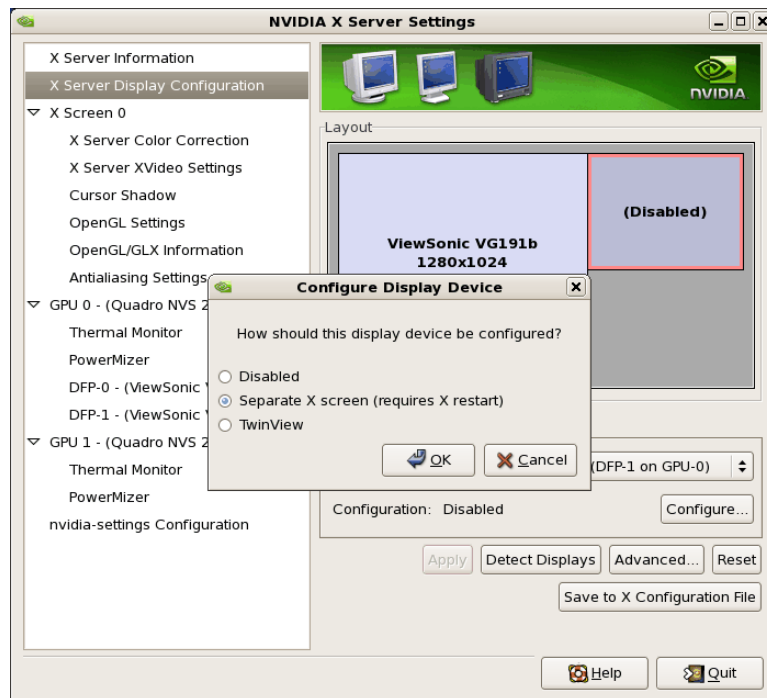 NVIDIA X Server Settings
X Server Information
X Server Display Configuration
X Screen 0
X Server Color Correction
X Server XVideo Settings
Cursor Shadow
OpenGL Settings
OpenGL/GLX Information
Antialiasing Settings
GPU 0 - (Quadro NVS 2
Thermal Monitor
PowerMizer
DFP-0 - (ViewSonic
DFP-1 - (ViewSonic
GPU 1 - (Quadro NVS 2
Thermal Monitor
PowerMizer
nvidia-settings Configuration
NVIDIA
Layout
ViewSonic VG191b
1280x1024
(Disabled)
Configure Display Device
How should this display device be configured?
Disabled
Separate X screen (requires X restart)
TwinView
OK
Cancel
(DFP-1 on GPU-0)
Configuration: Disabled
Configure...
Apply
Detect Displays
Advanced...
Reset
Save to X Configuration File
Help
Quit